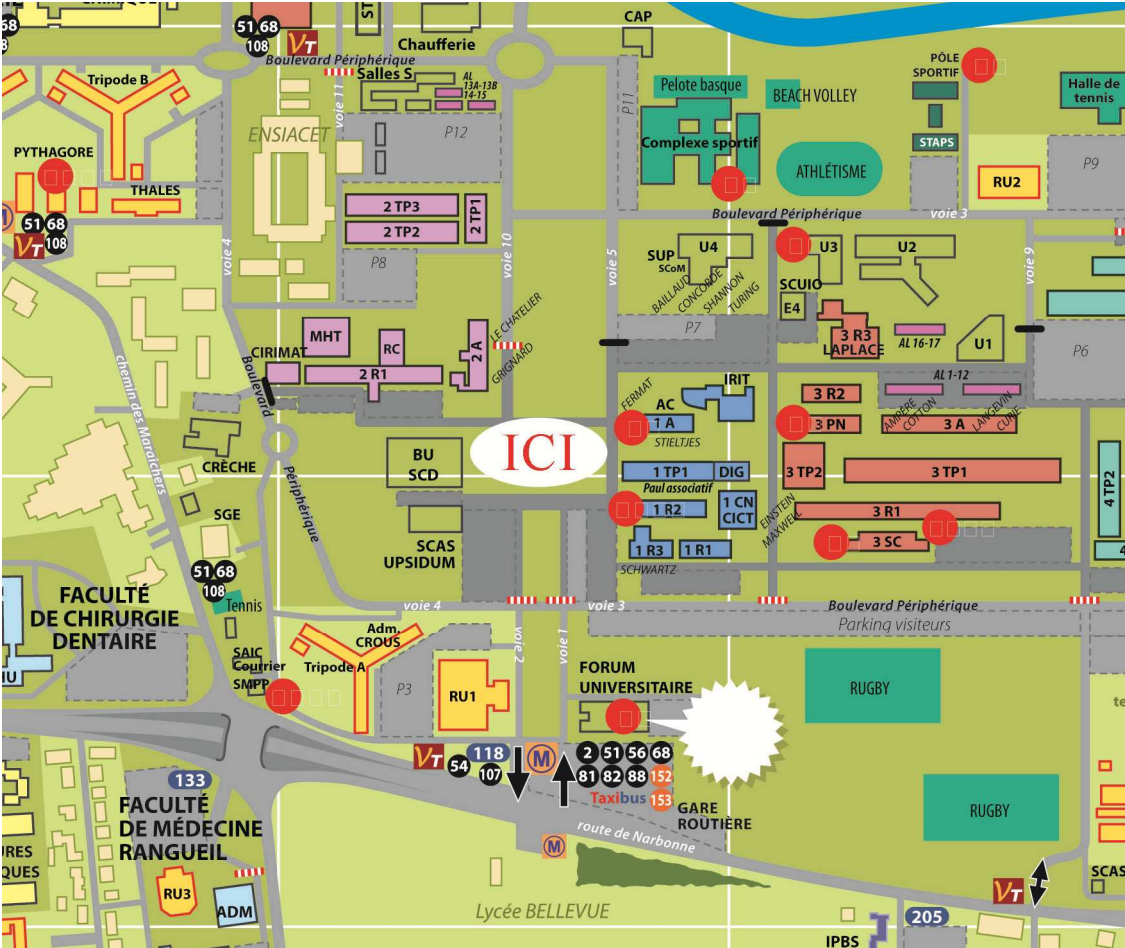 51 68
108
VT
ST
Chaufferie
CAP
Boulevard Périphérique
Tripode B
Salles S
AL
13A-13B
14-15
voie 11
P11
Pelote basque
BEACH VOLLEY
PÔLE
SPORTIF
Halle de
tennis
ENSIACET
P12
Complexe sportif
STAPS
PYTHAGORE
THALES
ATHLÉTISME
RU2
P9
M
51 68
VT 108
2 TP3
2 TP2
2 TP1
Boulevard Périphérique
voie 3
voie 4
voie 10
voie 5
voie 9
P8
SUP
SCoM
U4
U3
U2
BAILLAUD
CONCORDE
SHANNON
TURING
SCUIO
E4
P7
3 R3
LAPLACE
AL 16-17
U1
P6
MHT
RC
2 A
LE CHATELIER
GRIGNARD
CIRIMAT
2 R1
Boulevard
chemin des Maraîchers
IRIT
AL 1-12
FERMAT
AC
1 A
STIELTJES
3 R2
3 PN
AMPÈRE
COTTON
LANGEVIN
CURIE
3 A
ICI
BU
SCD
CRÈCHE
1 TP1
DIG
Paul associatif
1 R2
1 CN
CICT
3 TP2
3 TP1
4 TP2
Périphérique
SGE
SCAS
UPSIDUM
EINSTEIN
MAXWELL
3 R1
3 SC
1 R3
1 R1
SCHWARTZ
4
51 68
108
Tennis
FACULTÉ
DE CHIRURGIE
DENTAIRE
voie 4
voie 3
Boulevard Périphérique
Parking visiteurs
Adm.
CROUS
voie 2
voie 1
SAIC
Courrier
SMPP
Tripode A
P3
RU1
FORUM
UNIVERSITAIRE
RUGBY
te
VT
54
118
107
M
2 51 56 68
81 82 88 152
Taxibus 153
GARE
ROUTIÈRE
RUGBY
133
FACULTÉ
DE MÉDECINE
RANGUEIL
route de Narbonne
M
URES
QUES
RU3
ADM
Lycée BELLEVUE
VT
SCAS
205
IPBS